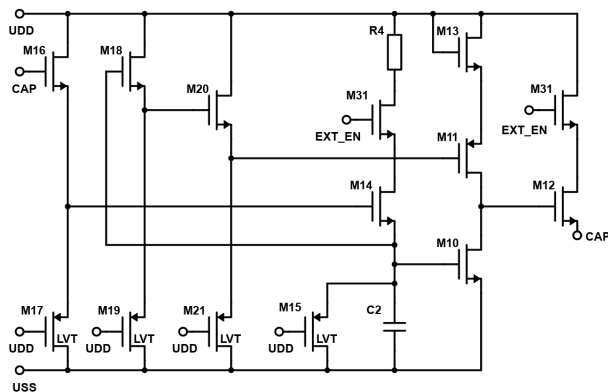 UDD
M16
CAP
M18
M20
R4
M31
EXT_EN
M13
M31
EXT_EN
M11
M14
M12
CAP
M10
M17
UDD
LVT
M19
UDD
LVT
M21
UDD
LVT
M15
UDD
LVT
C2
USS